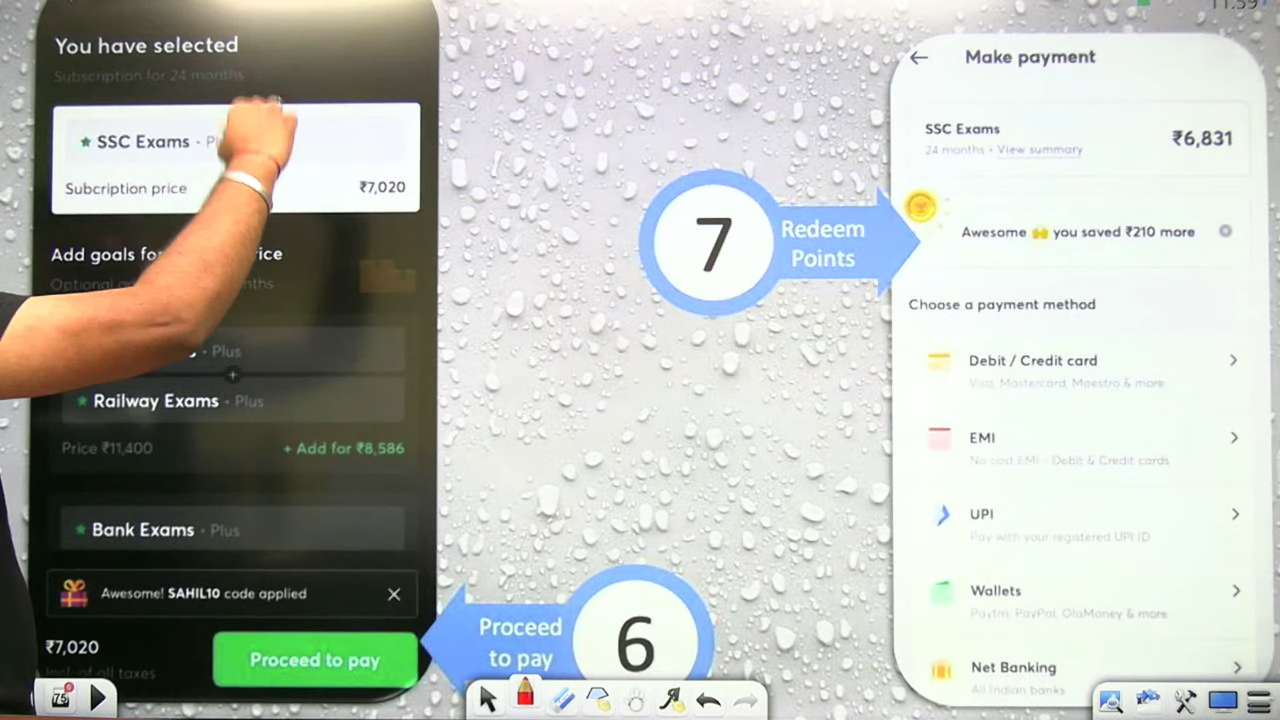 You have selected
Subscription for 24 months
SSC Exams
Subcription price
₹7,020
Add goals for
Optional
Plus
Railway Exams · Plus
Price ₹11,400
+ Add for ₹8,586
Bank Exams · Plus
Awesome! SAHIL10 code applied
₹7,020
Incl. of all taxes
Proceed to pay
Proceed
to pay
6
7
Redeem
Points
11:59
Make payment
SSC Exams
₹6,831
24 months · View summary
Awesome 🙌 you saved ₹210 more
Choose a payment method
Debit / Credit card
Visa, Mastercard, Maestro & more
EMI
No cost EMI - Debit & Credit cards
UPI
Pay with your registered UPI ID
Wallets
Paytm, PayPal, OlaMoney & more
Net Banking
All Indian banks
75